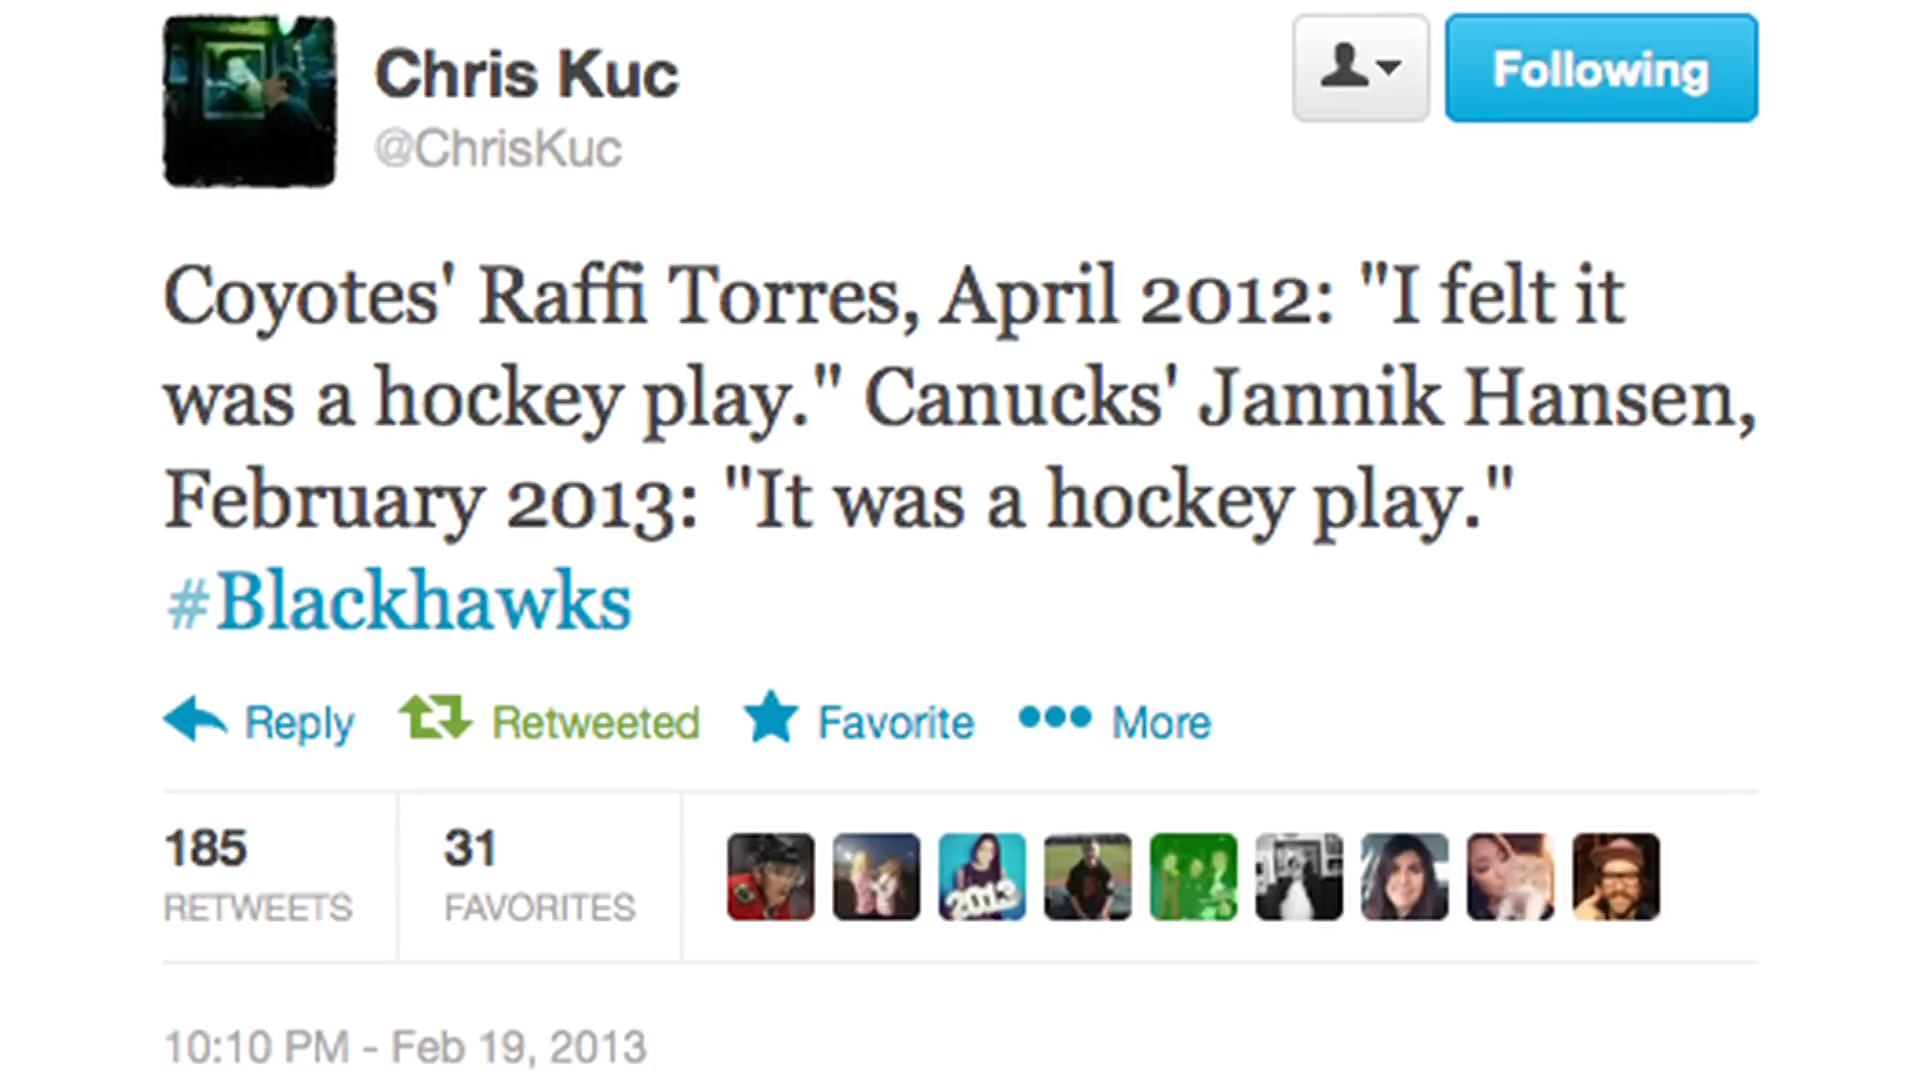 Chris Kuc
@ChrisKuc
Following
Coyotes' Raffi Torres, April 2012: "I felt it
was a hockey play." Canucks' Jannik Hansen,
February 2013: "It was a hockey play."
#Blackhawks
Reply Retweeted Favorite More
185 31
RETWEETS FAVORITES
2013
10:10 PM - Feb 19, 2013